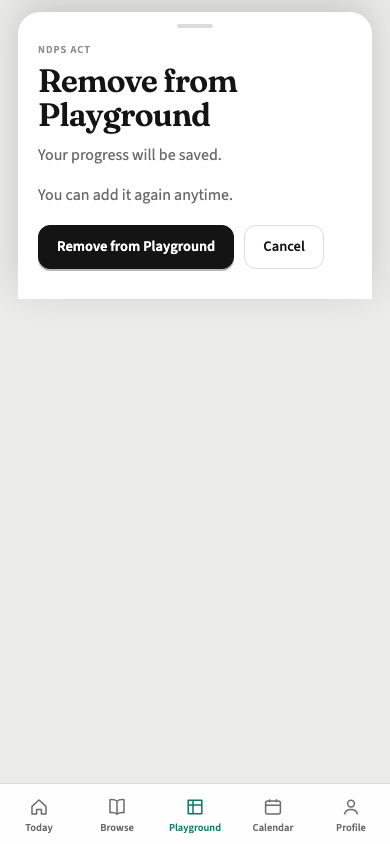 NDPS ACT
Remove from
Playground
Your progress will be saved.
You can add it again anytime.
Remove from Playground
Cancel
Today
Browse
Playground
Calendar
Profile